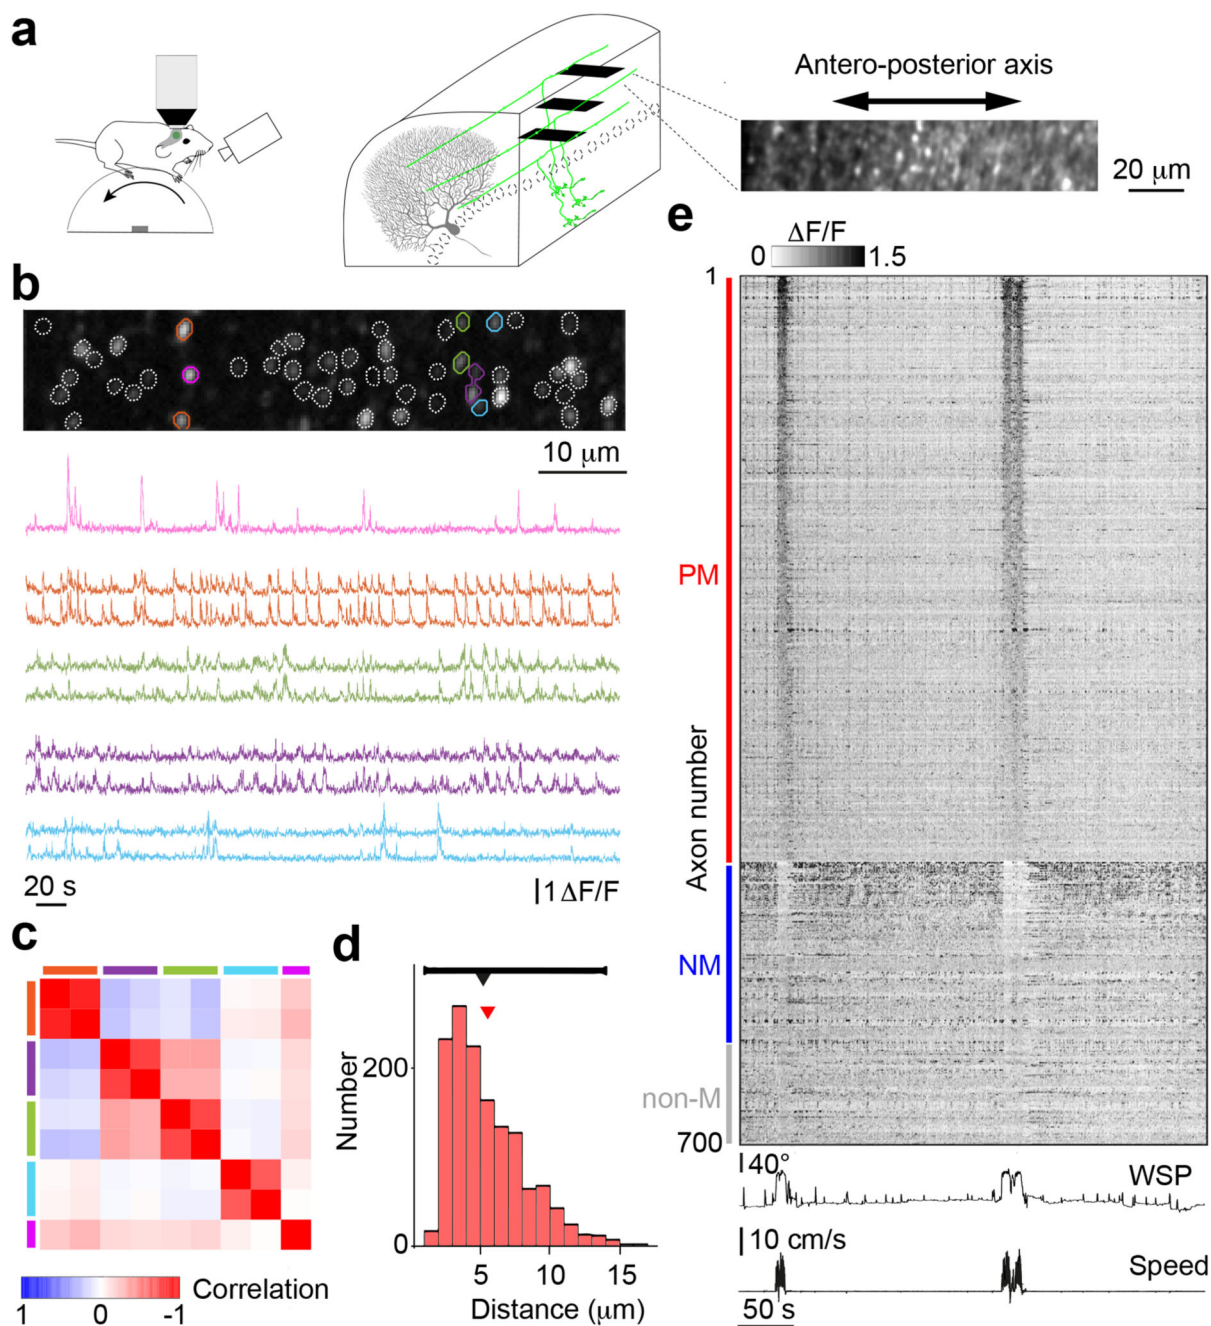 a
Antero-posterior axis
20 μm
b
10 μm
20 s
1 ΔF/F
c
Correlation
1 0 -1
d
Number
200
0
5 10 15
Distance (μm)
e
ΔF/F
0 1.5
1
PM
Axon number
NM
non-M
700
40°
WSP
10 cm/s
Speed
50 s